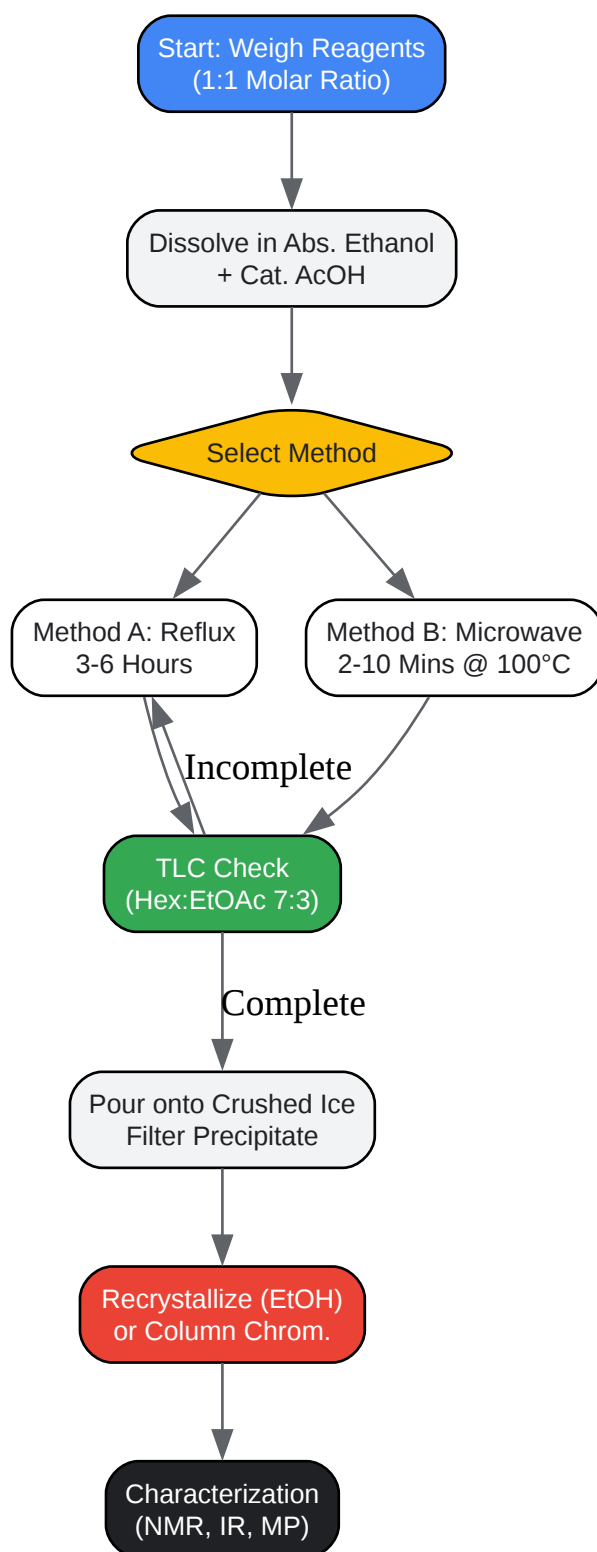 Start: Weigh Reagents
(1:1 Molar Ratio)
Dissolve in Abs. Ethanol
+ Cat. AcOH
Select Method
Method A: Reflux
3-6 Hours
Method B: Microwave
2-10 Mins @ 100°C
Incomplete
TLC Check
(Hex:EtOAc 7:3)
Complete
Pour onto Crushed Ice
Filter Precipitate
Recrystallize (EtOH)
or Column Chrom.
Characterization
(NMR, IR, MP)